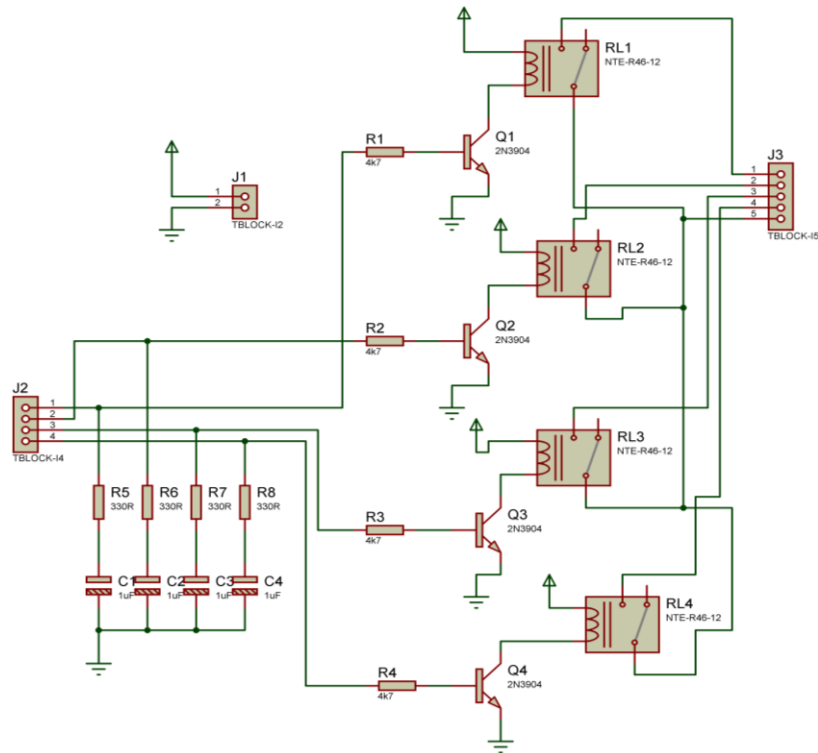 RL1
NTE-R46-12
R1
4k7
Q1
2N3904
J1
1
2
TBLOCK-I2
J3
1
2
3
4
5
TBLOCK-I5
RL2
NTE-R46-12
R2
4k7
Q2
2N3904
J2
1
2
3
4
TBLOCK-I4
RL3
NTE-R46-12
R5
330R
R6
330R
R7
330R
R8
330R
R3
4k7
Q3
2N3904
C1
1uF
C2
1uF
C3
1uF
C4
1uF
RL4
NTE-R46-12
R4
4k7
Q4
2N3904